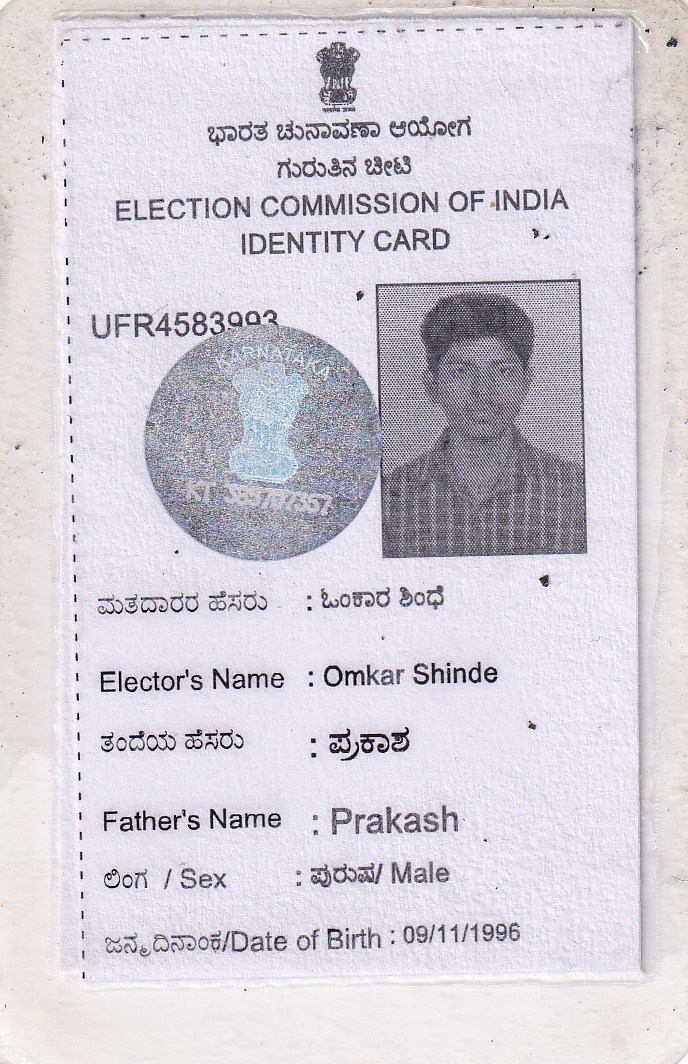 ಭಾರತ ಚುನಾವಣಾ ಆಯೋಗ
ಗುರುತಿನ ಚೀಟಿ
ELECTION COMMISSION OF INDIA
IDENTITY CARD
UFR4583993
KARNATAKA
KT
ಮತದಾರರ ಹೆಸರು : ಓಂಕಾರ ಶಿಂಧೆ
Elector's Name : Omkar Shinde
ತಂದೆಯ ಹೆಸರು : ಪ್ರಕಾಶ
Father's Name : Prakash
ಲಿಂಗ / Sex : ಪುರುಷ/ Male
ಜನ್ಮದಿನಾಂಕ/Date of Birth : 09/11/1996